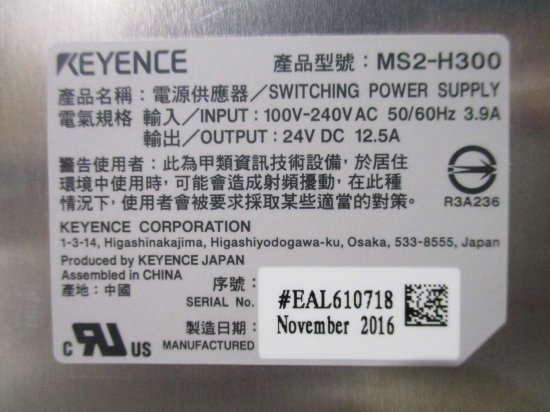 KEYENCE 產品型號：MS2-H300
產品名稱：電源供應器／SWITCHING POWER SUPPLY
電氣規格 輸入／INPUT : 100V-240V AC 50/60Hz 3.9A
輸出／OUTPUT : 24V DC 12.5A
警告使用者：此為甲類資訊技術設備，於居住
環境中使用時，可能會造成射頻擾動，在此種
情況下，使用者會被要求採取某些適當的對策。
R3A236
KEYENCE CORPORATION
1-3-14, Higashinakajima, Higashiyodogawa-ku, Osaka, 533-8555, Japan
Produced by KEYENCE JAPAN
Assembled in CHINA
產地：中國
序號：
SERIAL No.
#EAL610718
製造日期：
MANUFACTURED
November 2016
C UR US